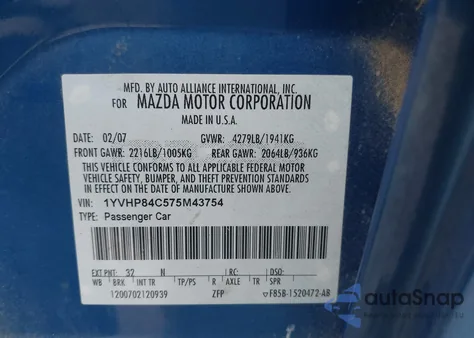 MFD. BY AUTO ALLIANCE INTERNATIONAL, INC.
FOR MAZDA MOTOR CORPORATION
MADE IN U.S.A.
02/07 GVWR: 4279LB/1941KG
FRONT GAWR: 2216LB/1005KG REAR GAWR: 2064LB/936KG
THIS VEHICLE CONFORMS TO ALL APPLICABLE FEDERAL MOTOR
VEHICLE SAFETY, BUMPER, AND THEFT PREVENTION STANDARDS
IN EFFECT ON THE DATE OF MANUFACTURE SHOWN ABOVE.
VIN: 1YVHP84C575M43754
TYPE: Passenger Car
EXT PNT: 32 N RC: DSO:
WB BRK INT TR TP/PS R AXLE TR SPR
1200702120939 ZFP F85B-1520472-AB
autoSnap